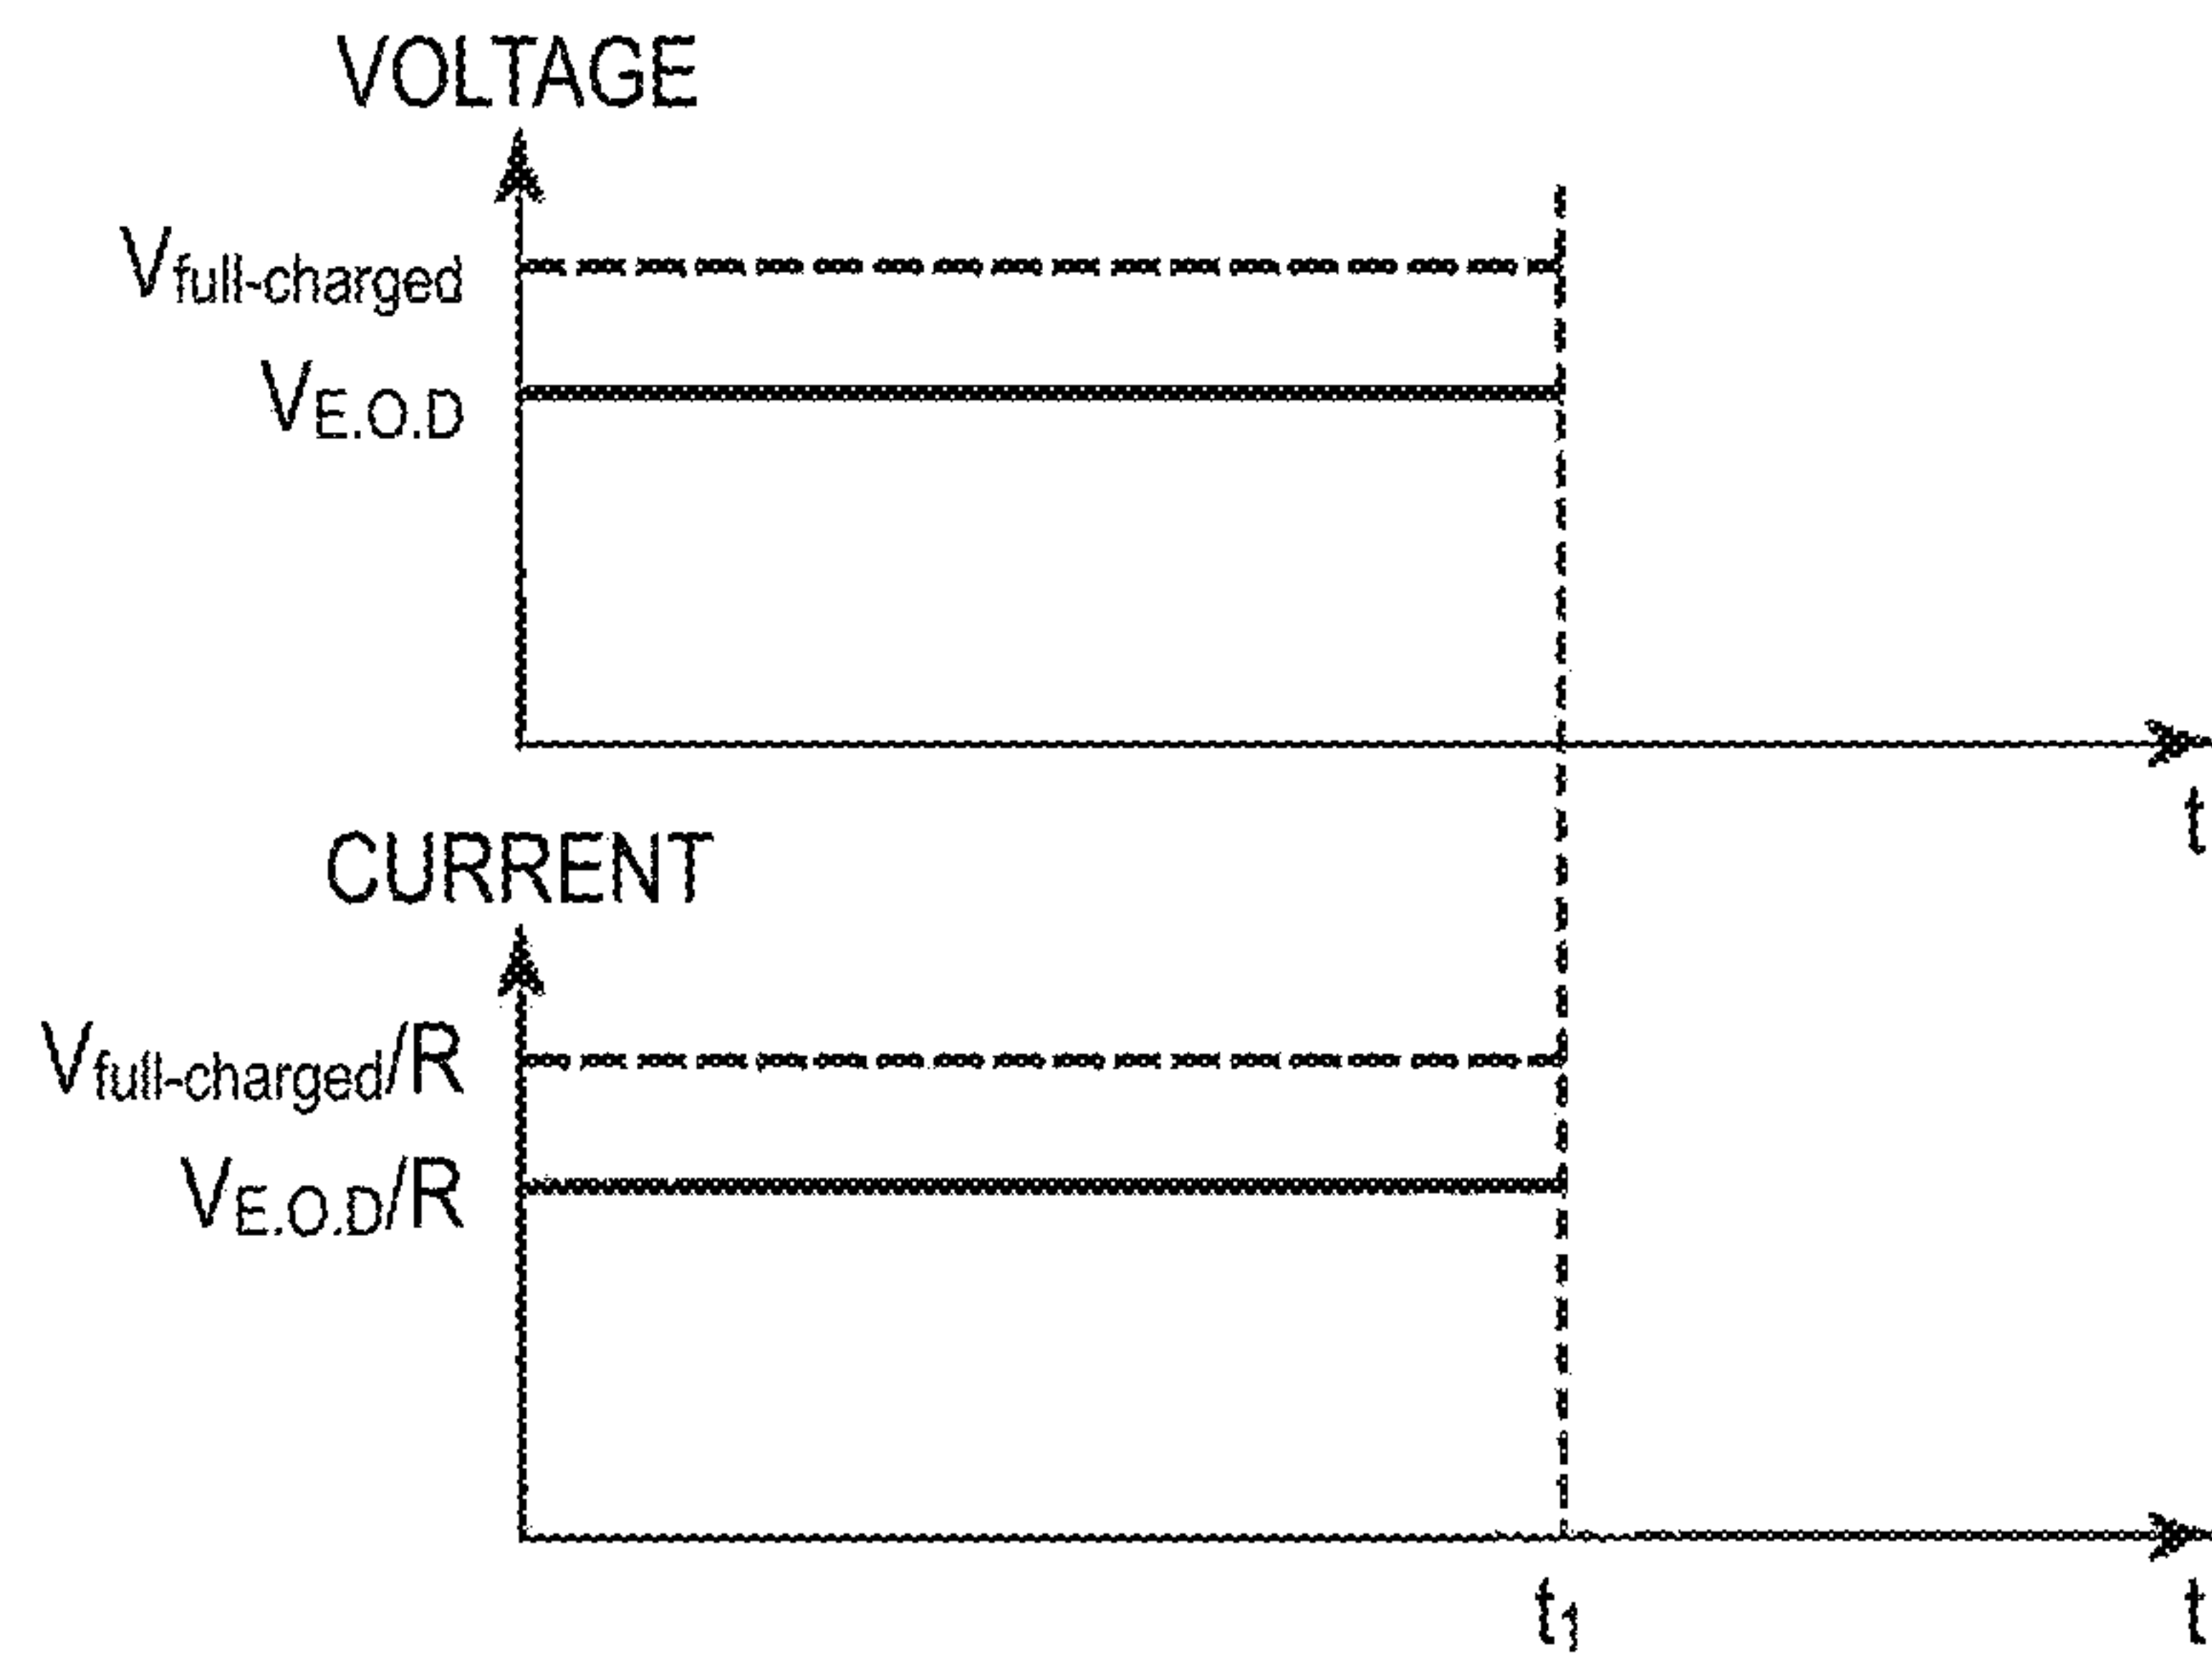 VOLTAGE
Vfull-charged
VE.O.D
t
CURRENT
Vfull-charged/R
VE.O.D/R
t1
t